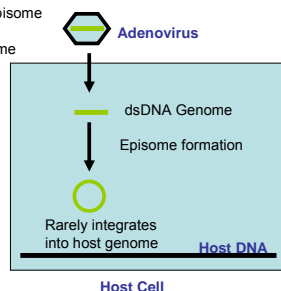 pisome
me
Adenovirus
dsDNA Genome
Episome formation
Rarely integrates
into host genome
Host DNA
Host Cell